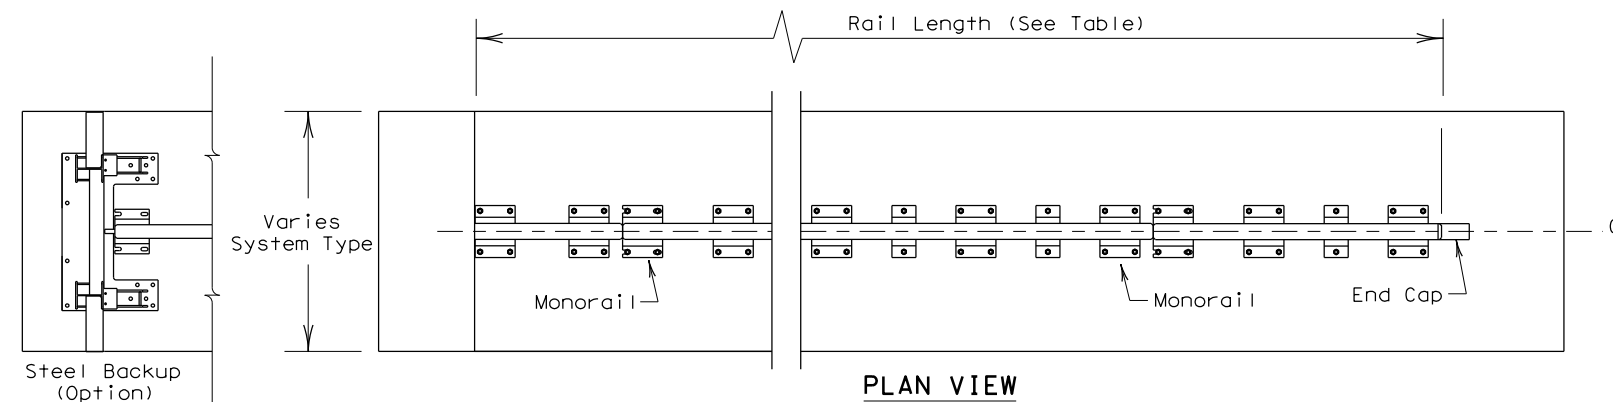 Rail Length (See Table)
Varies
System Type
Monorail
Monorail
End Cap
Steel Backup
(Option)
PLAN VIEW